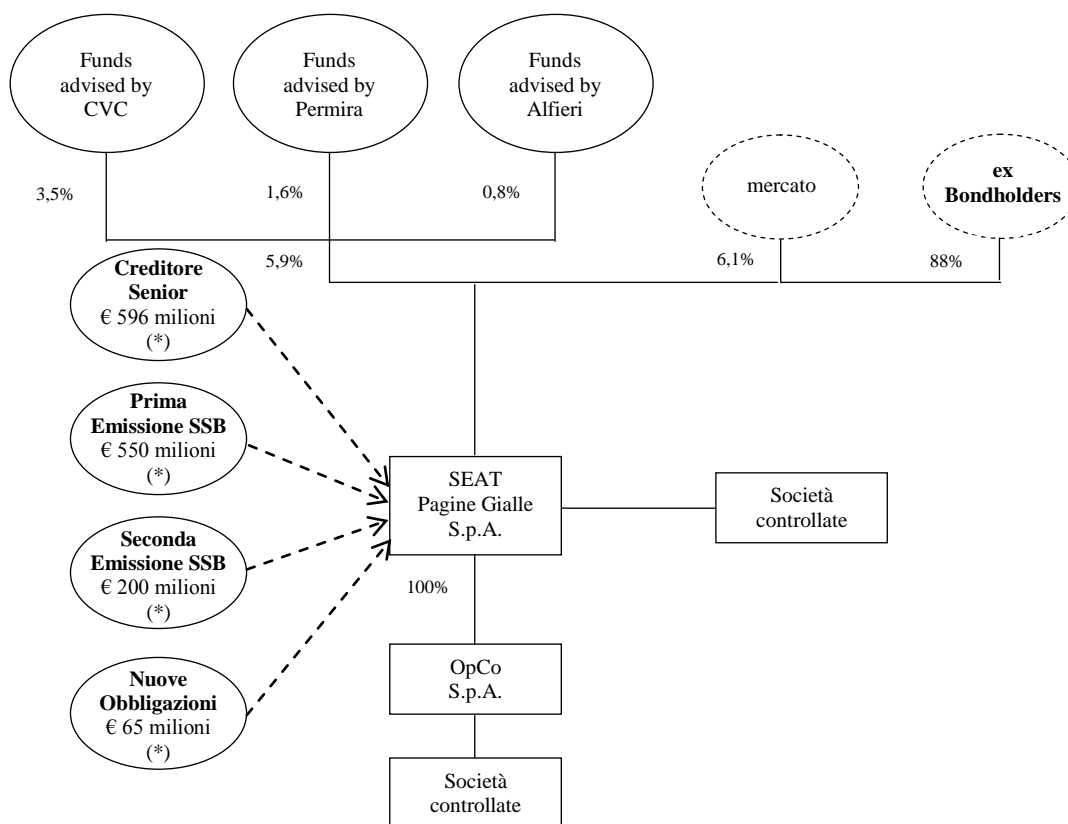 Funds
advised by
CVC
Funds
advised by
Permira
Funds
advised by
Alfieri
mercato
ex
Bondholders
3,5%
1,6%
0,8%
5,9%
6,1%
88%
Creditore
Senior
€ 596 milioni
(*)
Prima
Emissione SSB
€ 550 milioni
(*)
Seconda
Emissione SSB
€ 200 milioni
(*)
Nuove
Obbligazioni
€ 65 milioni
(*)
SEAT
Pagine Gialle
S.p.A.
Società
controllate
100%
OpCo
S.p.A.
Società
controllate